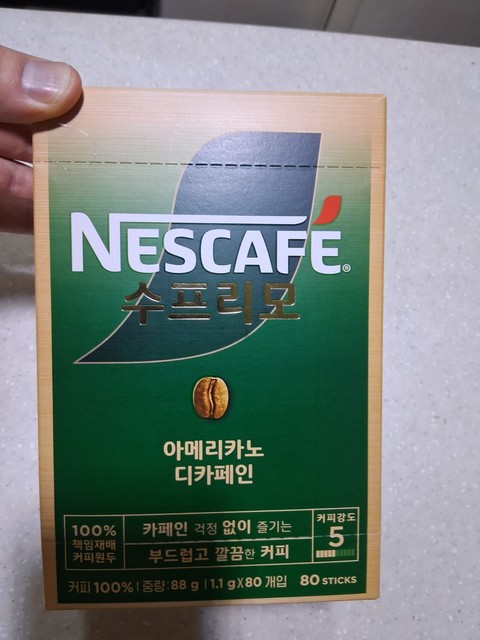 NESCAFÉ®
수프리모
아메리카노
디카페인
100%
책임재배
커피원두
카페인 걱정 없이 즐기는
부드럽고 깔끔한 커피
커피강도
5
커피 100% | 중량:88 g | 1.1 gX80 개입 80 STICKS